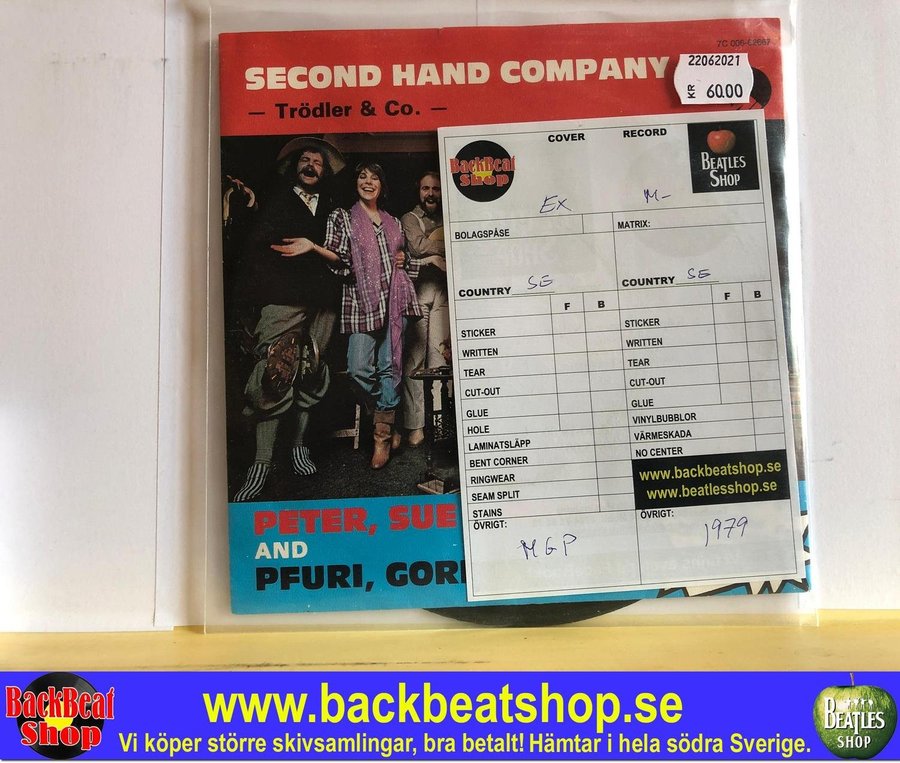 7C 006-62667
SECOND HAND COMPANY
— Trödler & Co. —
22062021
KR 60.00
COVER RECORD
BackBeat
Shop
BEATLES
SHOP
EX M-
BOLAGSPÅSE MATRIX:
COUNTRY SE COUNTRY SE
F B F B
STICKER STICKER
WRITTEN WRITTEN
TEAR TEAR
CUT-OUT CUT-OUT
GLUE GLUE
HOLE VINYLBUBBLOR
LAMINATSLÄPP VÄRMESKADA
BENT CORNER NO CENTER
RINGWEAR
SEAM SPLIT
STAINS
www.backbeatshop.se
www.beatlesshop.se
ÖVRIGT: ÖVRIGT:
MGP 1979
PETER, SUE
AND
PFURI, GOR
BackBeat
Shop
www.backbeatshop.se
Vi köper större skivsamlingar, bra betalt! Hämtar i hela södra Sverige.
BEATLES
SHOP